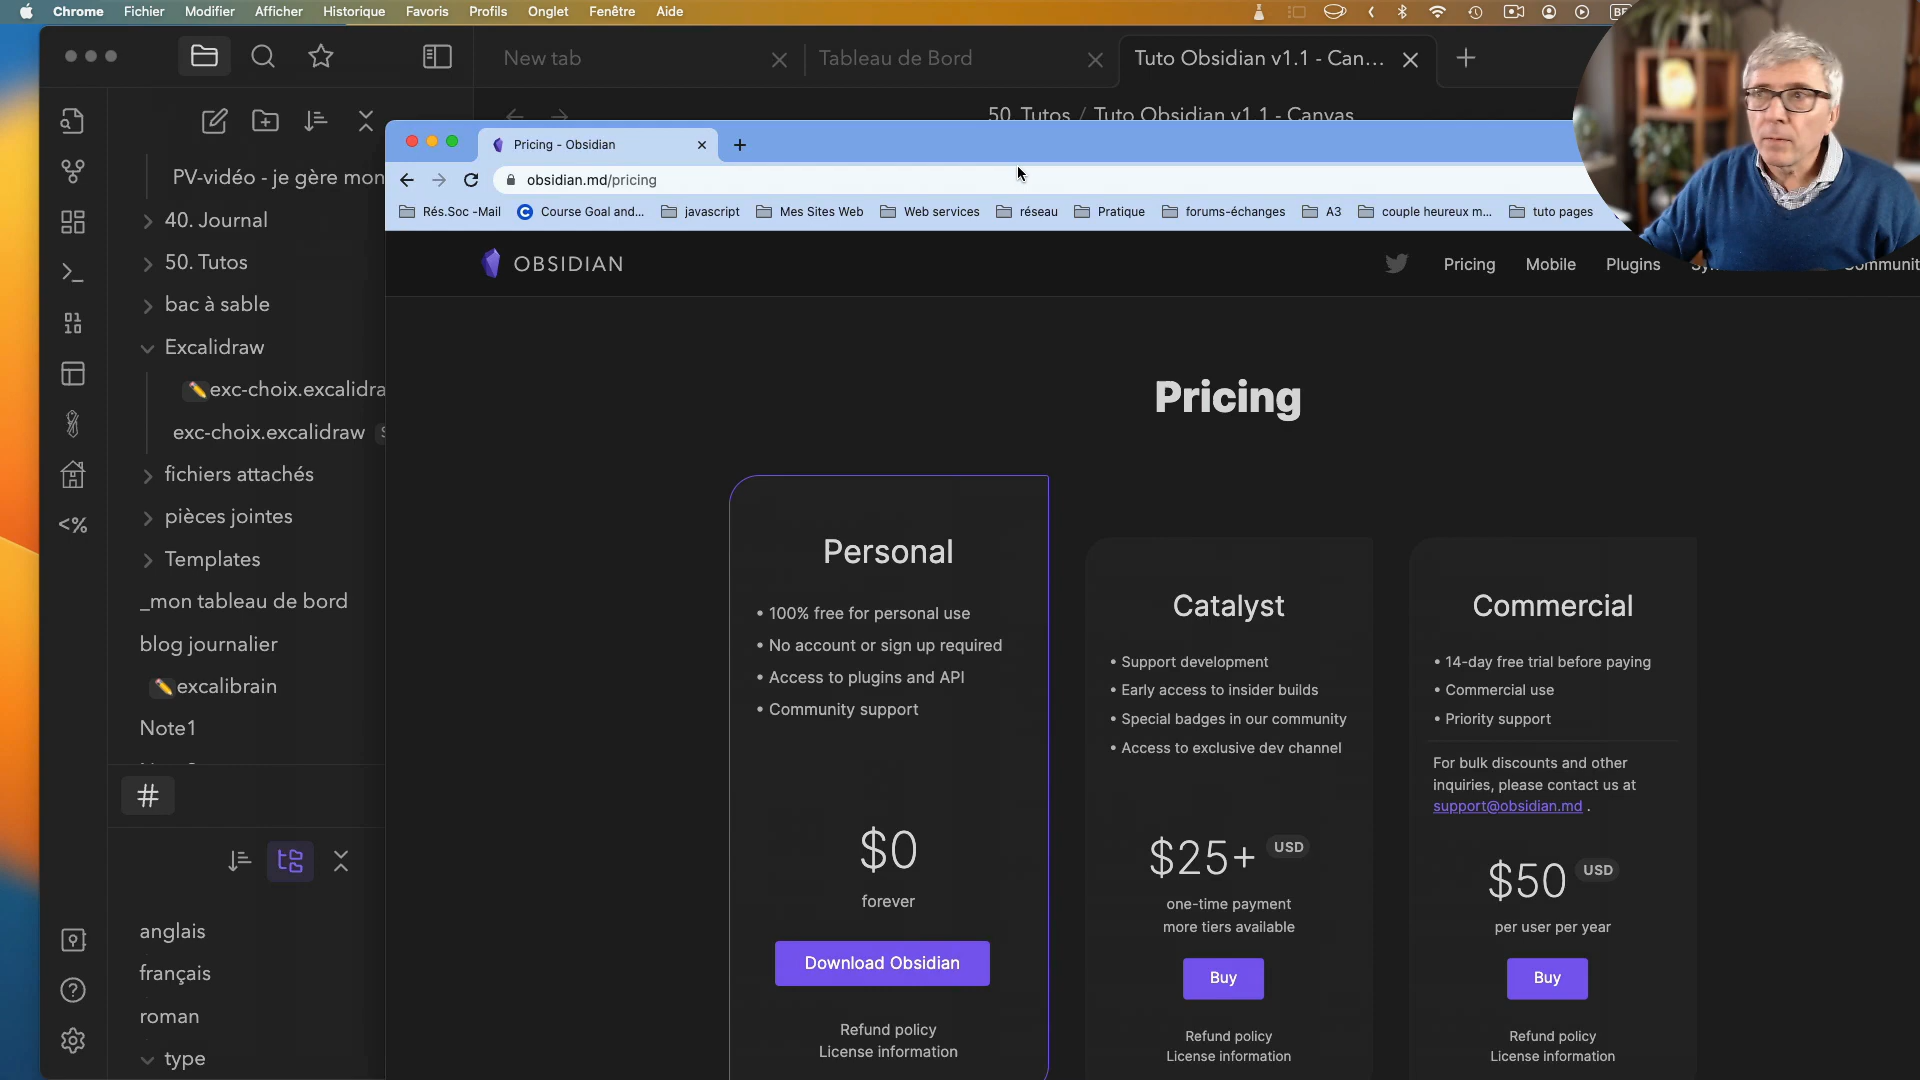 Chrome Fichier Modifier Afficher Historique Favoris Profils Onglet Fenêtre Aide
New tab
Tableau de Bord
Tuto Obsidian v1.1 - Can...
50. Tutos / Tuto Obsidian v1.1 - Canvas
PV-vidéo - je gère mon
40. Journal
50. Tutos
bac à sable
Excalidraw
exc-choix.excalidra
exc-choix.excalidraw
fichiers attachés
pièces jointes
Templates
_mon tableau de bord
blog journalier
excalibrain
Note1
#
anglais
français
roman
type
Pricing - Obsidian
obsidian.md/pricing
Rés.Soc -Mail
Course Goal and...
javascript
Mes Sites Web
Web services
réseau
Pratique
forums-échanges
A3
couple heureux m...
tuto pages
OBSIDIAN
Pricing
Mobile
Plugins
Communit
Pricing
Personal
• 100% free for personal use
• No account or sign up required
• Access to plugins and API
• Community support
$0
forever
Download Obsidian
Refund policy
License information
Catalyst
• Support development
• Early access to insider builds
• Special badges in our community
• Access to exclusive dev channel
$25+ USD
one-time payment
more tiers available
Buy
Refund policy
License information
Commercial
• 14-day free trial before paying
• Commercial use
• Priority support
For bulk discounts and other
inquiries, please contact us at
support@obsidian.md .
$50 USD
per user per year
Buy
Refund policy
License information